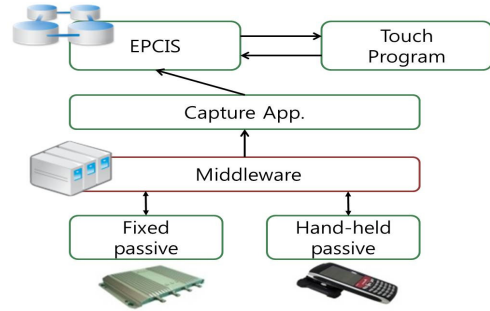 EPCIS
Touch
Program
Capture App.
Middleware
Fixed
passive
Hand-held
passive